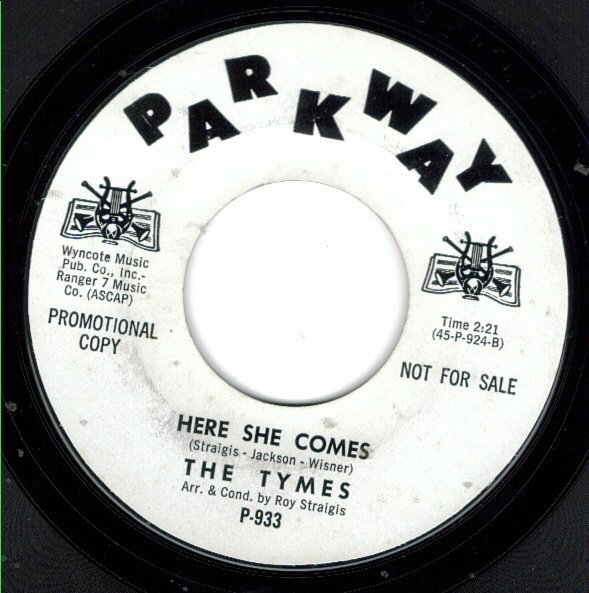 PARKWAY
Wyncote Music
Pub. Co., Inc.-
Ranger 7 Music
Co. (ASCAP)
PROMOTIONAL
COPY
Time 2:21
(45-P-924-B)
NOT FOR SALE
HERE SHE COMES
(Straigis - Jackson - Wisner)
THE TYMES
Arr. & Cond. by Roy Straigis
P-933